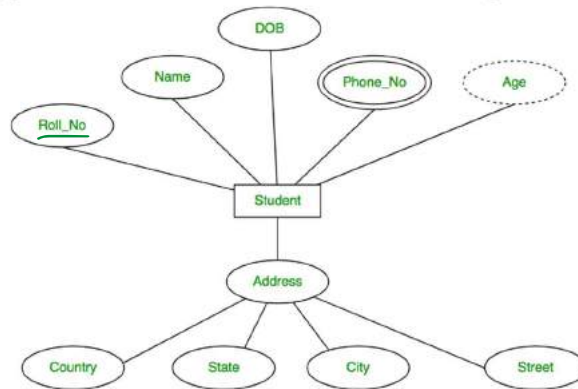 DOB
Name
Phone_No
Age
Roll_No
Student
Address
Country
State
City
Street